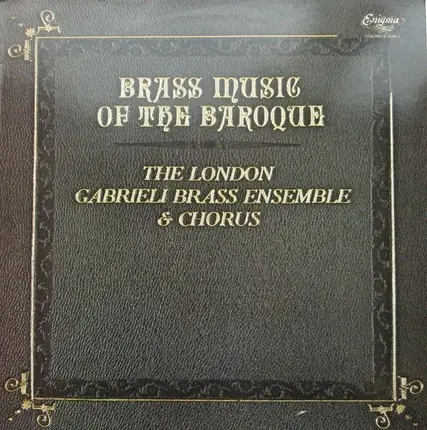 Enigma
BRASS MUSIC
OF THE BAROQUE
THE LONDON
GABRIELI BRASS ENSEMBLE
& CHORUS